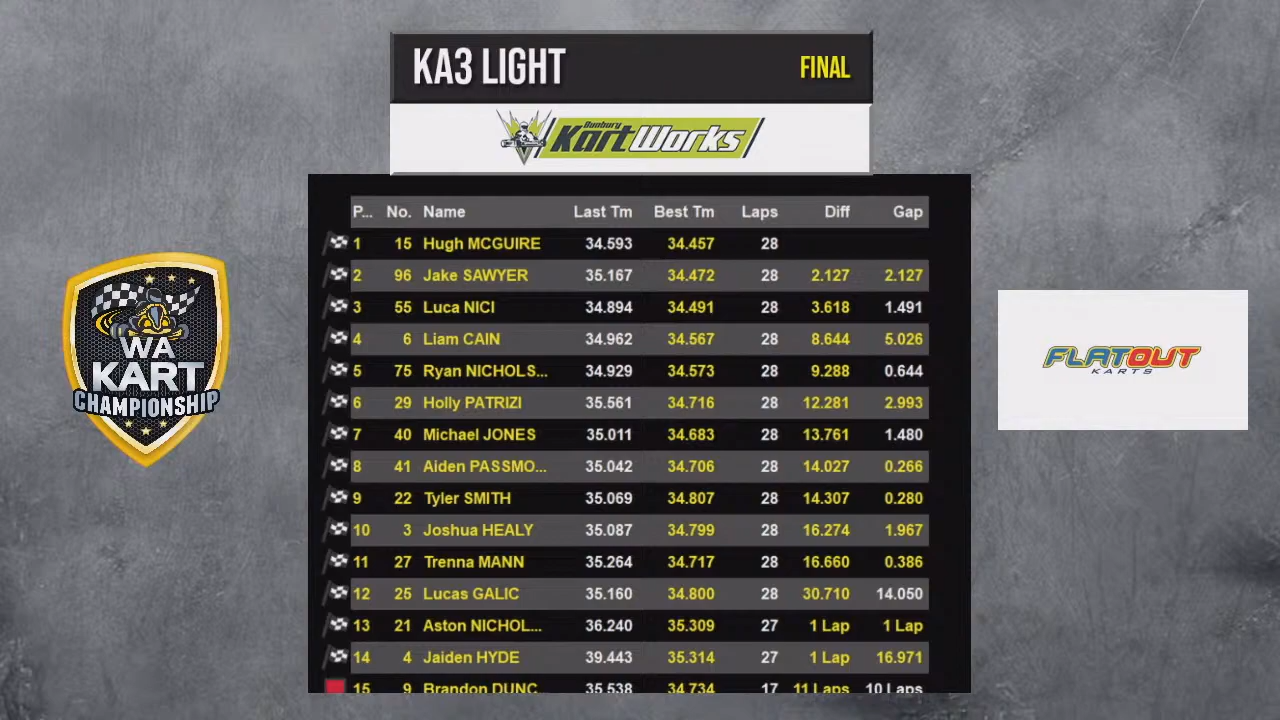 KA3 LIGHT FINAL
Bunbury
KartWorks
P... No. Name Last Tm Best Tm Laps Diff Gap
1 15 Hugh MCGUIRE 34.593 34.457 28
2 96 Jake SAWYER 35.167 34.472 28 2.127 2.127
3 55 Luca NICI 34.894 34.491 28 3.618 1.491
4 6 Liam CAIN 34.962 34.567 28 8.644 5.026
5 75 Ryan NICHOLS... 34.929 34.573 28 9.288 0.644
6 29 Holly PATRIZI 35.561 34.716 28 12.281 2.993
7 40 Michael JONES 35.011 34.683 28 13.761 1.480
8 41 Aiden PASSMO... 35.042 34.706 28 14.027 0.266
9 22 Tyler SMITH 35.069 34.807 28 14.307 0.280
10 3 Joshua HEALY 35.087 34.799 28 16.274 1.967
11 27 Trenna MANN 35.264 34.717 28 16.660 0.386
12 25 Lucas GALIC 35.160 34.800 28 30.710 14.050
13 21 Aston NICHOL... 36.240 35.309 27 1 Lap 1 Lap
14 4 Jaiden HYDE 39.443 35.314 27 1 Lap 16.971
15 9 Brandon DUNC... 35.538 34.734 17 11 Laps 10 Laps
WA
KART
CHAMPIONSHIP
FLATOUT
KARTS